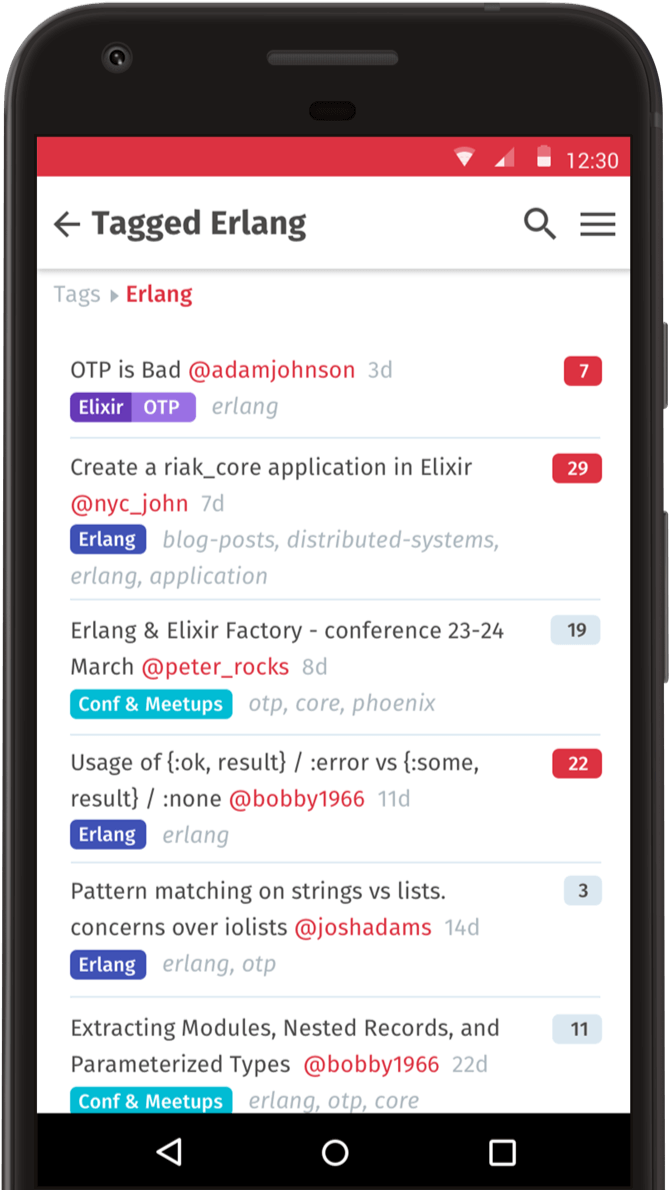 12:30
Tagged Erlang
Tags ▸ Erlang
OTP is Bad @adamjohnson 3d 7
Elixir OTP erlang
Create a riak_core application in Elixir 29
@nyc_john 7d
Erlang blog-posts, distributed-systems,
erlang, application
Erlang & Elixir Factory - conference 23-24 19
March @peter_rocks 8d
Conf & Meetups otp, core, phoenix
Usage of {:ok, result} / :error vs {:some, 22
result} / :none @bobby1966 11d
Erlang erlang
Pattern matching on strings vs lists. 3
concerns over iolists @joshadams 14d
Erlang erlang, otp
Extracting Modules, Nested Records, and 11
Parameterized Types @bobby1966 22d
Conf & Meetups erlang, otp, core